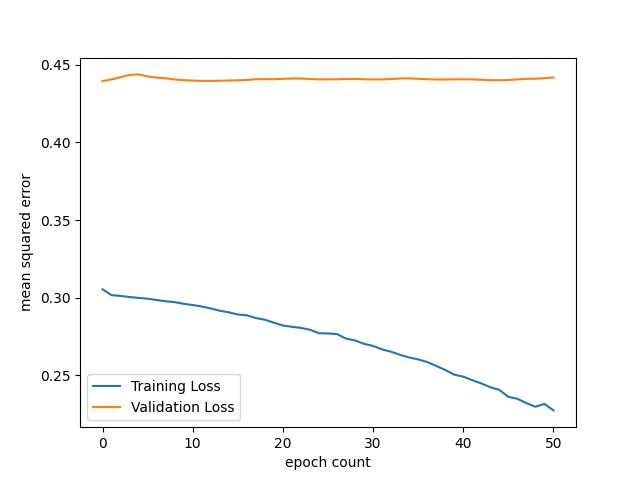 0.45
0.40
0.35
0.30
0.25
mean squared error
Training Loss
Validation Loss
0 10 20 30 40 50
epoch count